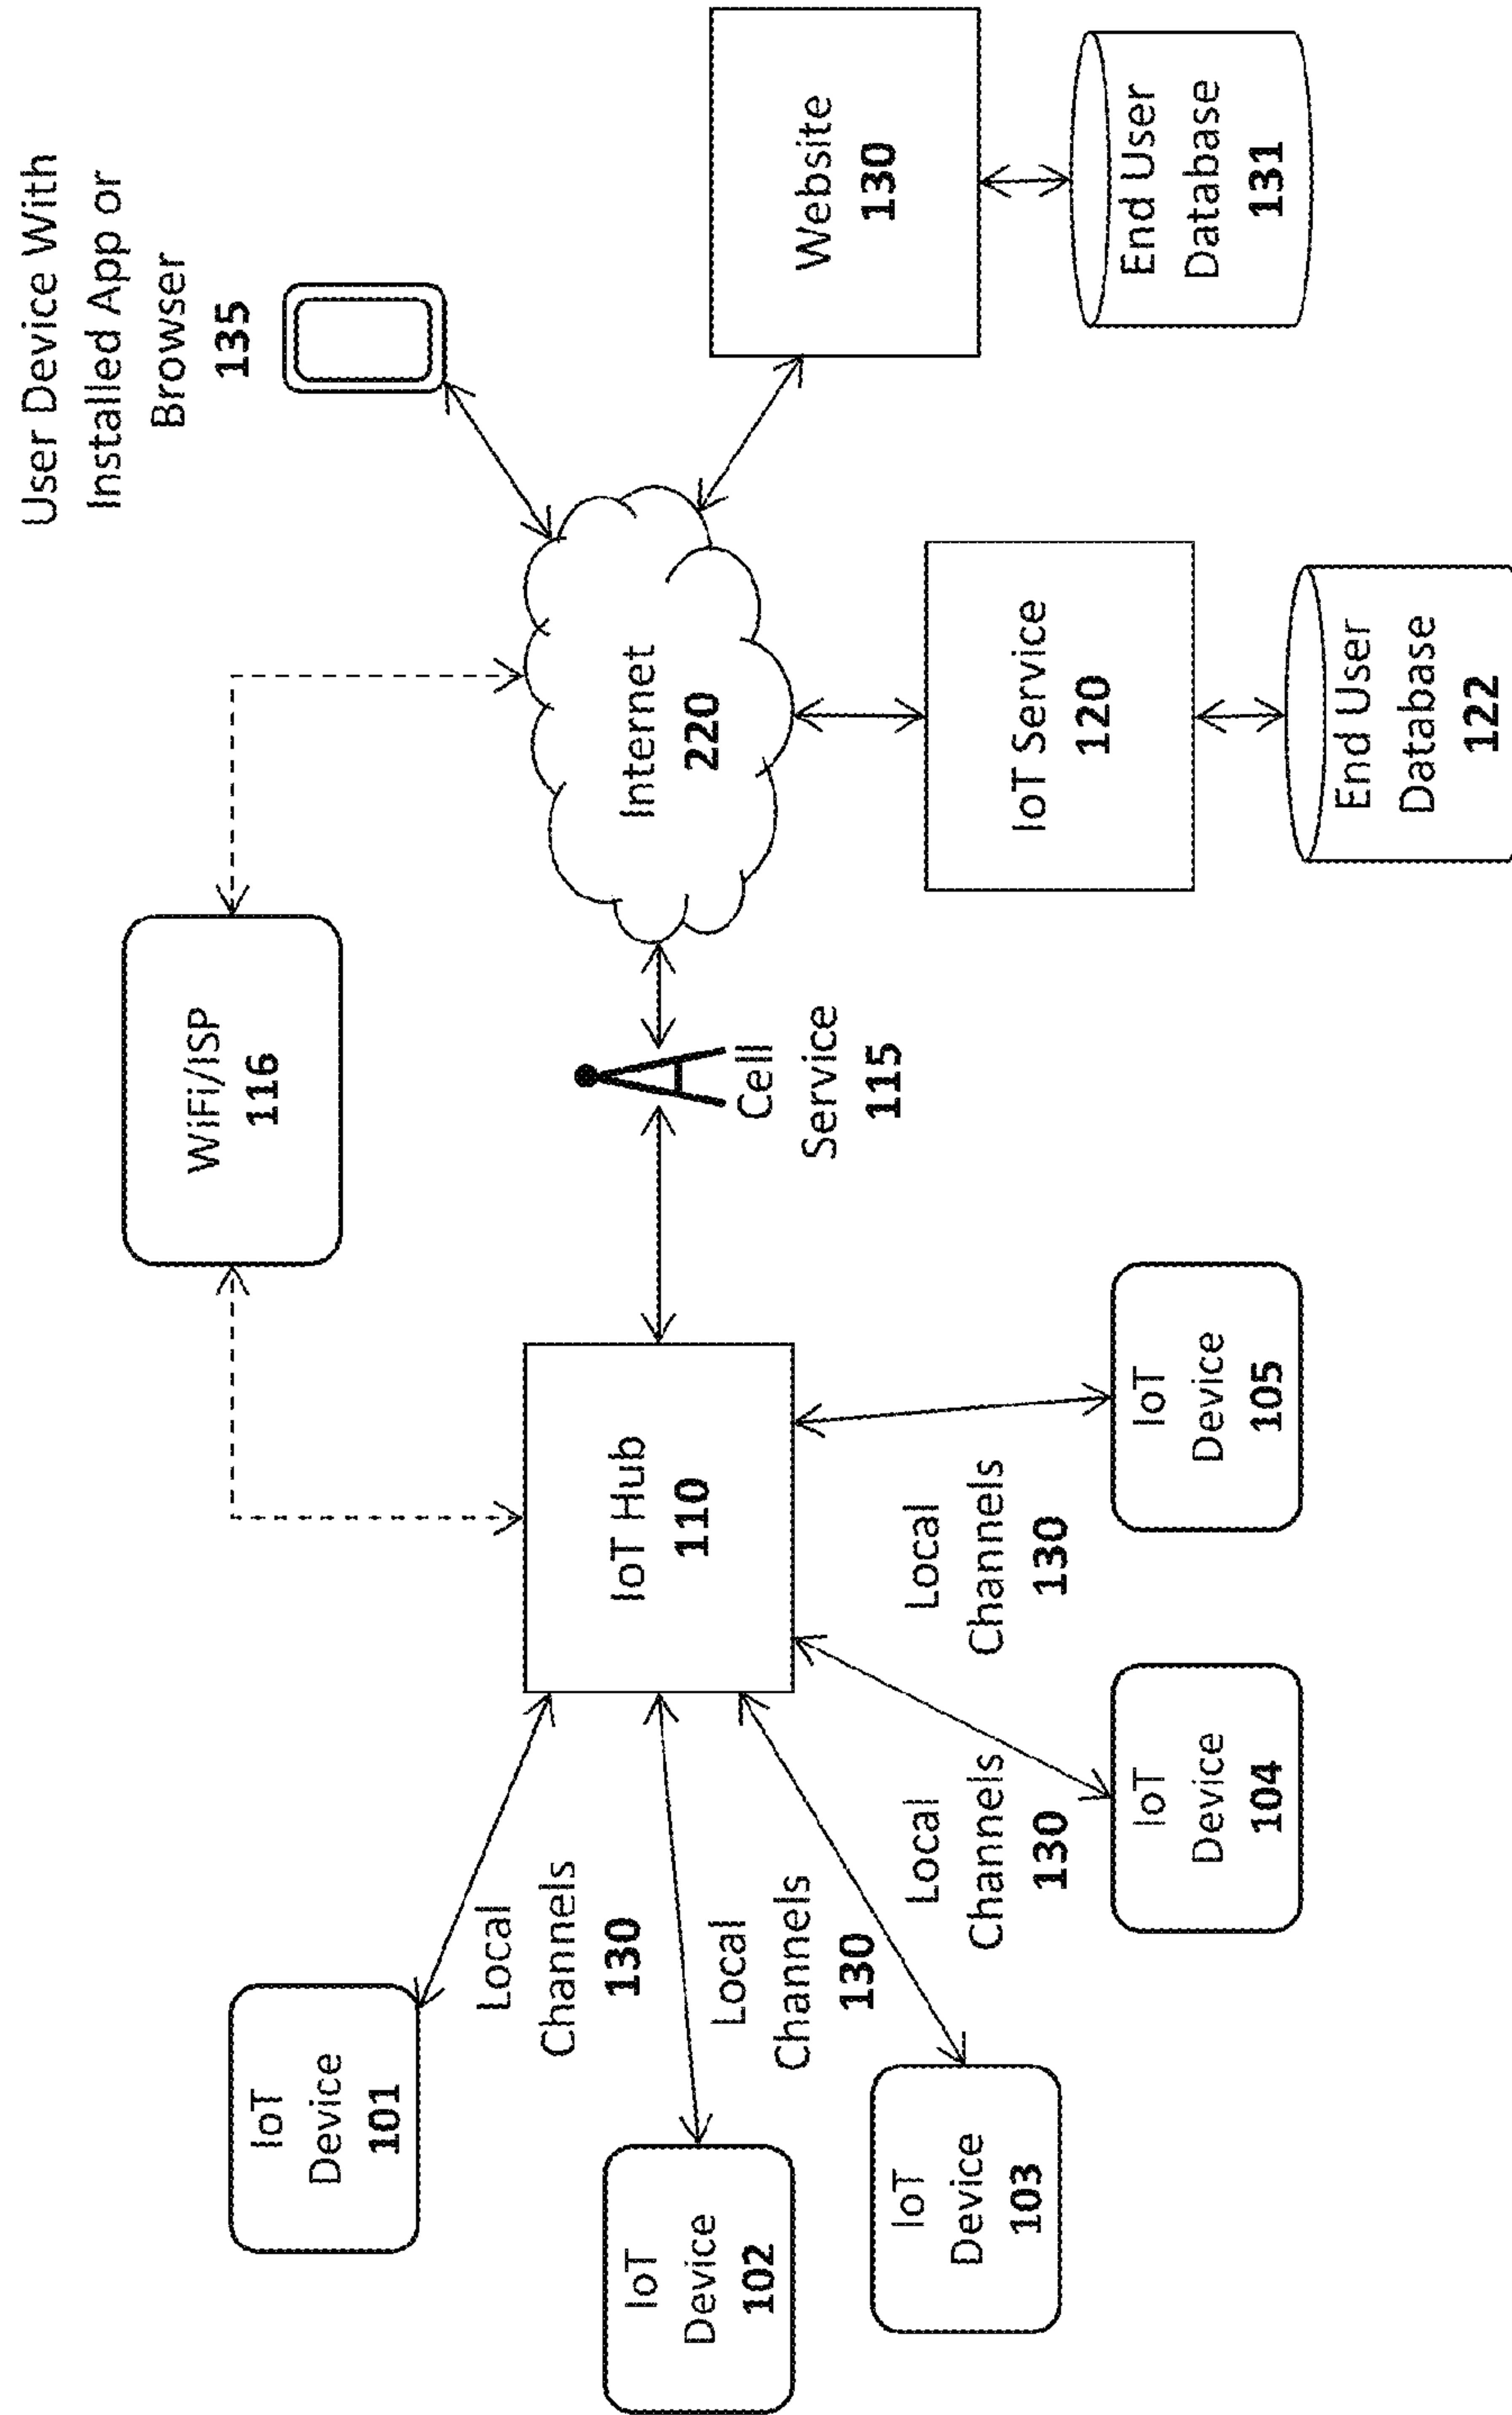 User Device With
Installed App or
Browser
135
WiFi/ISP
116
IoT
Device
101
Local
Channels
130
IoT
Device
102
Local
Channels
130
IoT
Device
103
IoT Hub
110
Cell
Service
115
Internet
220
Website
130
End User
Database
131
Local
Channels
130
IoT
Device
104
Local
Channels
130
IoT
Device
105
IoT Service
120
End User
Database
122